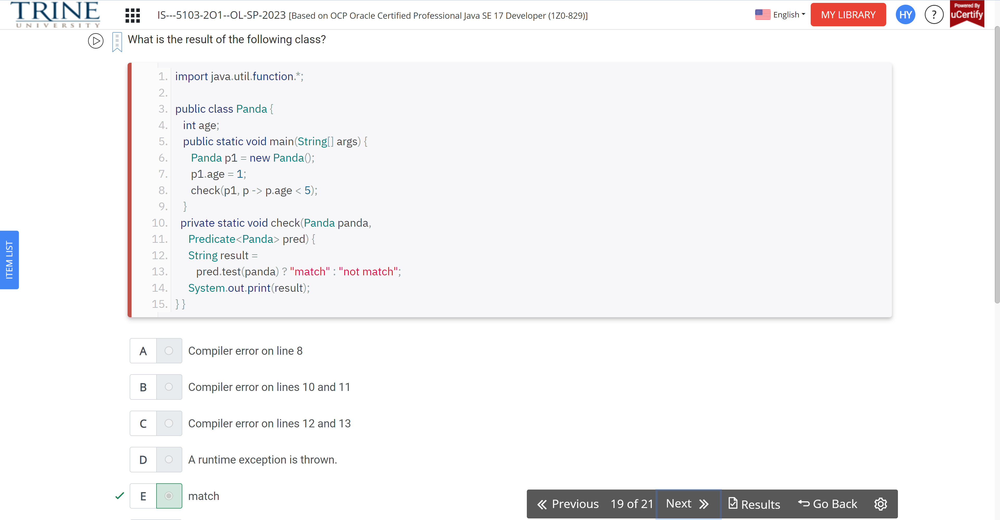 TRINE
UNIVERSITY
IS---5103-2O1--OL-SP-2023 [Based on OCP Oracle Certified Professional Java SE 17 Developer (1Z0-829)]
English
MY LIBRARY
HY
?
Powered By
uCertify
What is the result of the following class?
1. import java.util.function.*;
2.
3. public class Panda {
4. int age;
5. public static void main(String[] args) {
6. Panda p1 = new Panda();
7. p1.age = 1;
8. check(p1, p -> p.age < 5);
9. }
10. private static void check(Panda panda,
11. Predicate<Panda> pred) {
12. String result =
13. pred.test(panda) ? "match" : "not match";
14. System.out.print(result);
15. } }
ITEM LIST
A Compiler error on line 8
B Compiler error on lines 10 and 11
C Compiler error on lines 12 and 13
D A runtime exception is thrown.
E match
Previous 19 of 21 Next Results Go Back